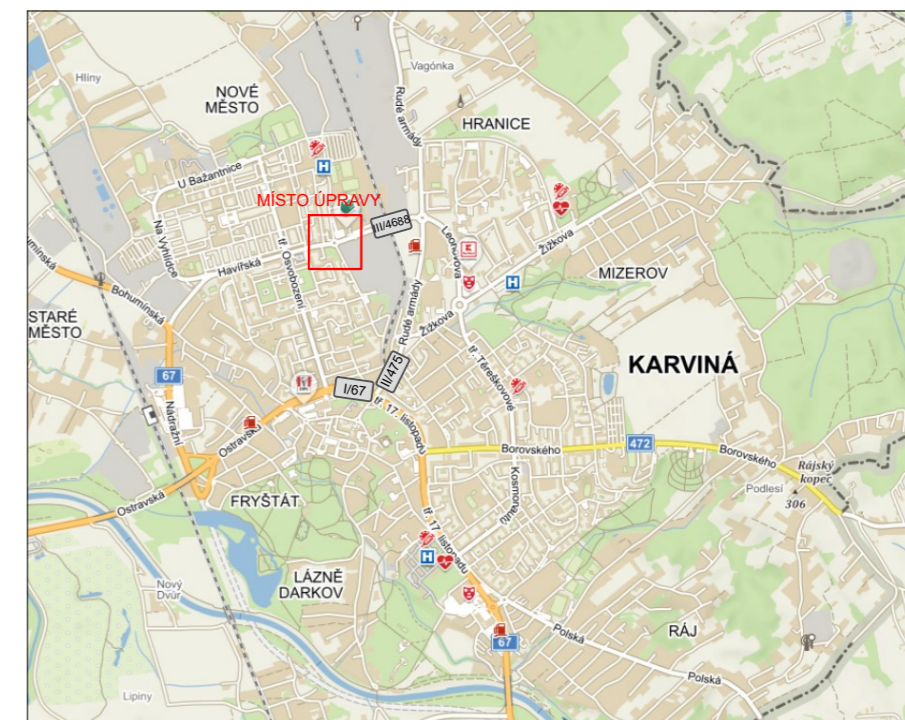 Hlíny
NOVÉ
MĚSTO
Vagónka
Rudé armády
HRANICE
U Bažantnice
MÍSTO ÚPRAVY
III/4688
Na Vyhlídce
Havířská
tř. Osvobození
Leonovova
Žižkova
MIZEROV
Bohumínská
STARÉ
MĚSTO
Rudé armády
Žižkova
67
Nádražní
I/67
II/475
tř. Těreškovové
KARVINÁ
tř. 17. listopadu
Ostravská
Borovského
472
Borovského
Rájský
kopec
306
Podlesí
Kosmonautů
Ostravská
FRYŠTÁT
tř. 17. listopadu
LÁZNĚ
DARKOV
Nový
Dvůr
67
Polská
RÁJ
Polská
Lipiny